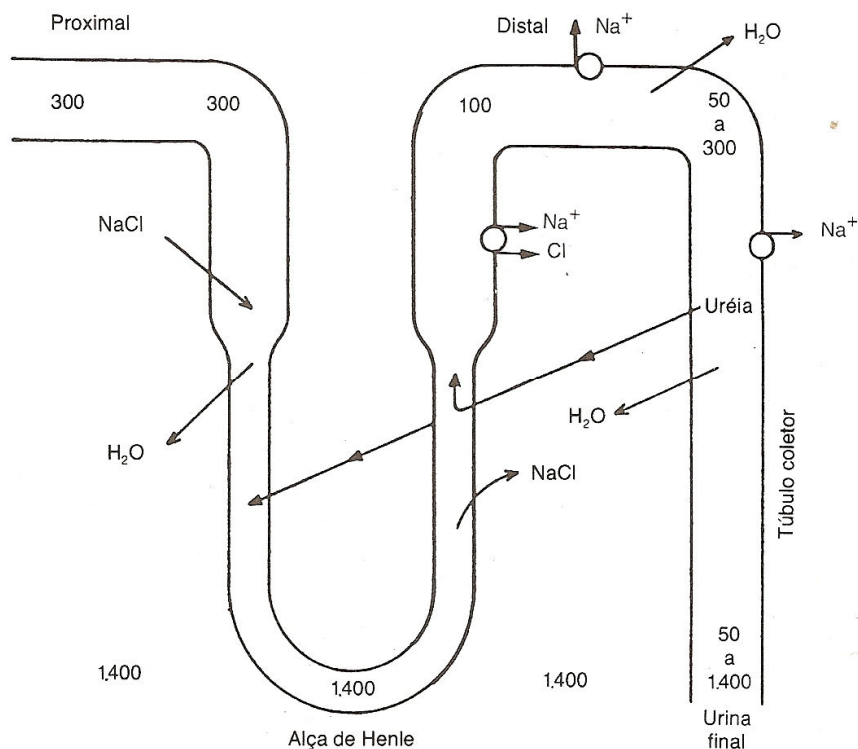 Proximal
Distal
Na+
H₂O
300
300
100
50
a
300
NaCl
Na+
Cl
Na+
Uréia
H₂O
H₂O
NaCl
Túbulo coletor
1.400
1.400
1.400
50
a
1.400
Alça de Henle
Urina
final